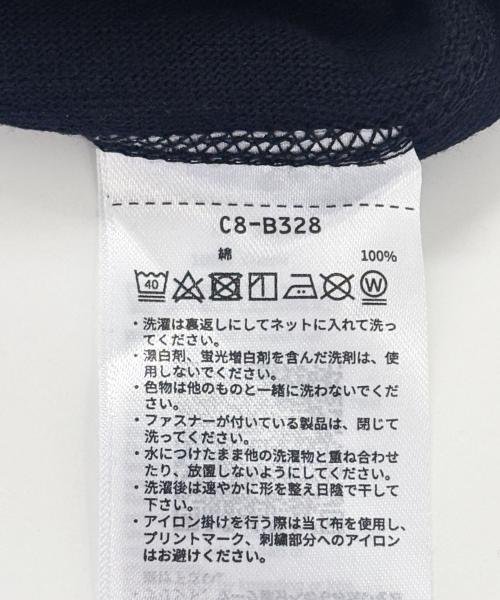 C8-B328
綿 100%
40 W
・洗濯は裏返しにしてネットに入れて洗っ
てください。
・漂白剤、蛍光増白剤を含んだ洗剤は、使
用しないでください。
・色物は他のものと一緒に洗わないでくだ
さい。
・ファスナーが付いている製品は、閉じて
洗ってください。
・水につけたまま他の洗濯物と重ね合わせ
たり、放置しないようにしてください。
・洗濯後は速やかに形を整え日陰で干して
下さい。
・アイロン掛けを行う際は当て布を使用し、
プリントマーク、刺繍部分へのアイロン
はお避けください。